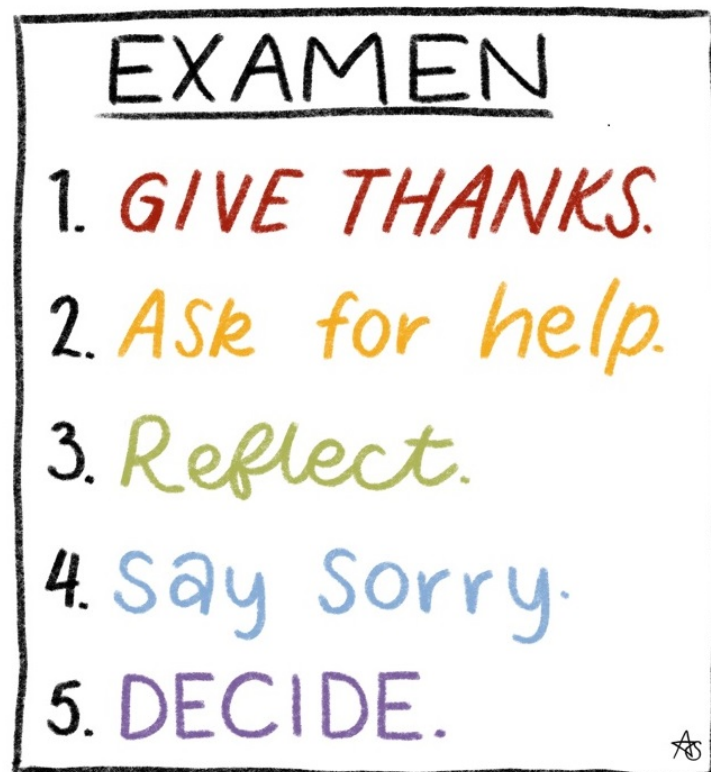 EXAMEN
1. GIVE THANKS.
2. Ask for help.
3. Reflect.
4. Say sorry.
5. DECIDE.